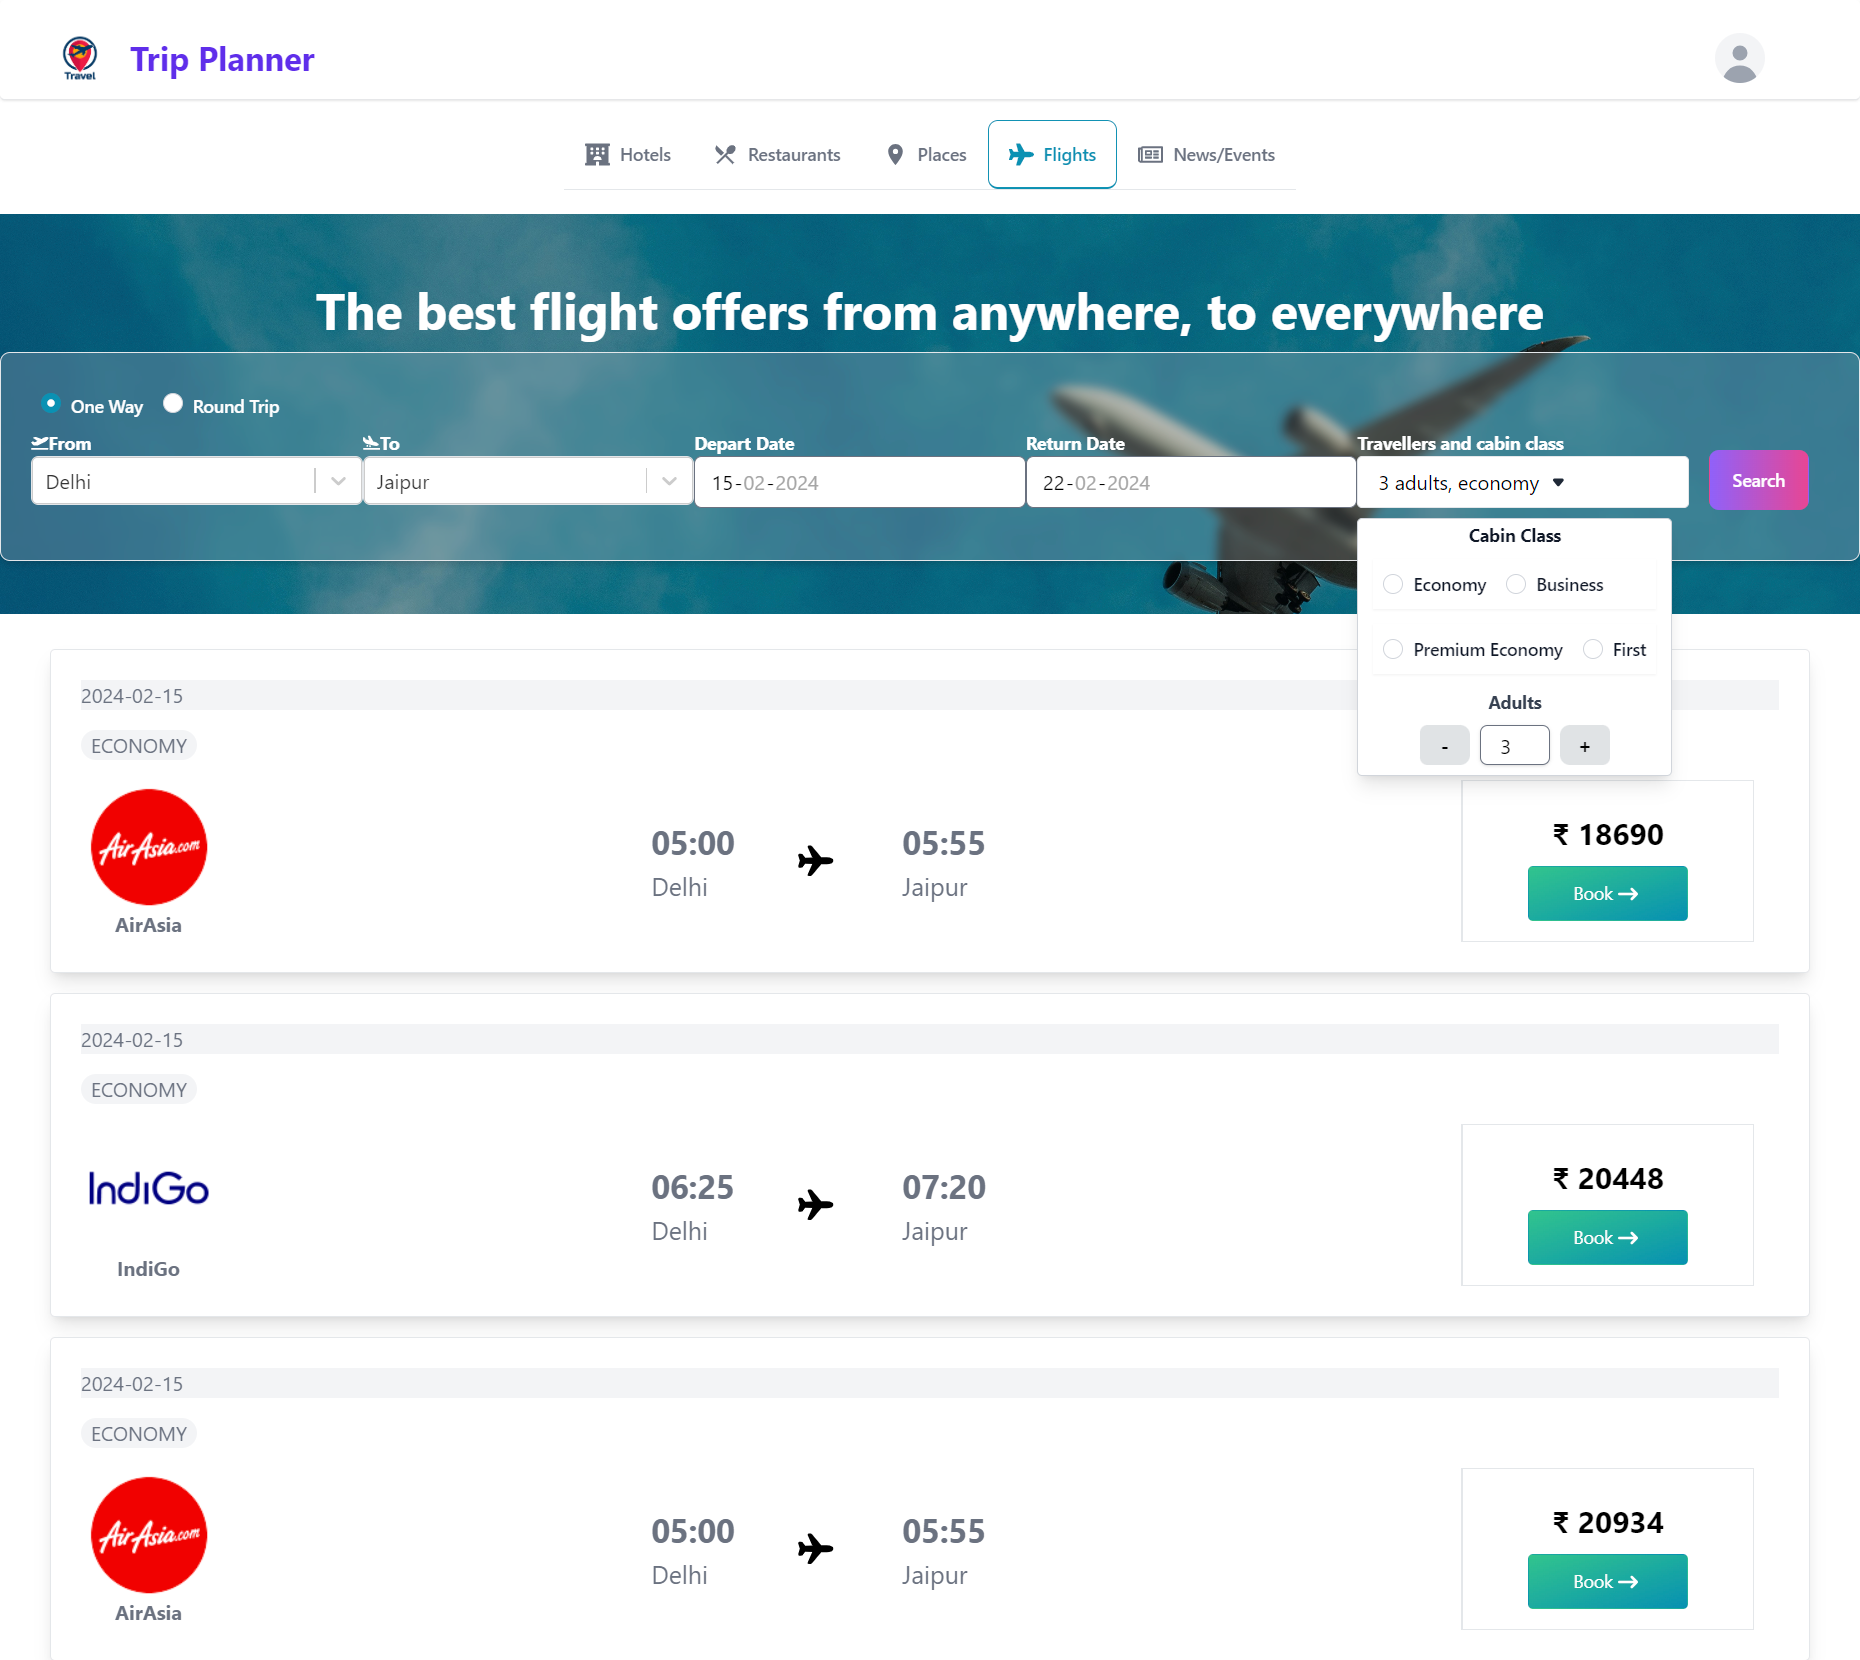 Travel
Trip Planner
Hotels
Restaurants
Places
Flights
News/Events
The best flight offers from anywhere, to everywhere
One Way
Round Trip
From
To
Depart Date
Return Date
Travellers and cabin class
Delhi
Jaipur
15-02-2024
22-02-2024
3 adults, economy
Search
Cabin Class
Economy
Business
Premium Economy
First
Adults
-
3
+
2024-02-15
ECONOMY
AirAsia.com
AirAsia
05:00
Delhi
05:55
Jaipur
₹ 18690
Book
2024-02-15
ECONOMY
IndiGo
IndiGo
06:25
Delhi
07:20
Jaipur
₹ 20448
Book
2024-02-15
ECONOMY
AirAsia.com
AirAsia
05:00
Delhi
05:55
Jaipur
₹ 20934
Book